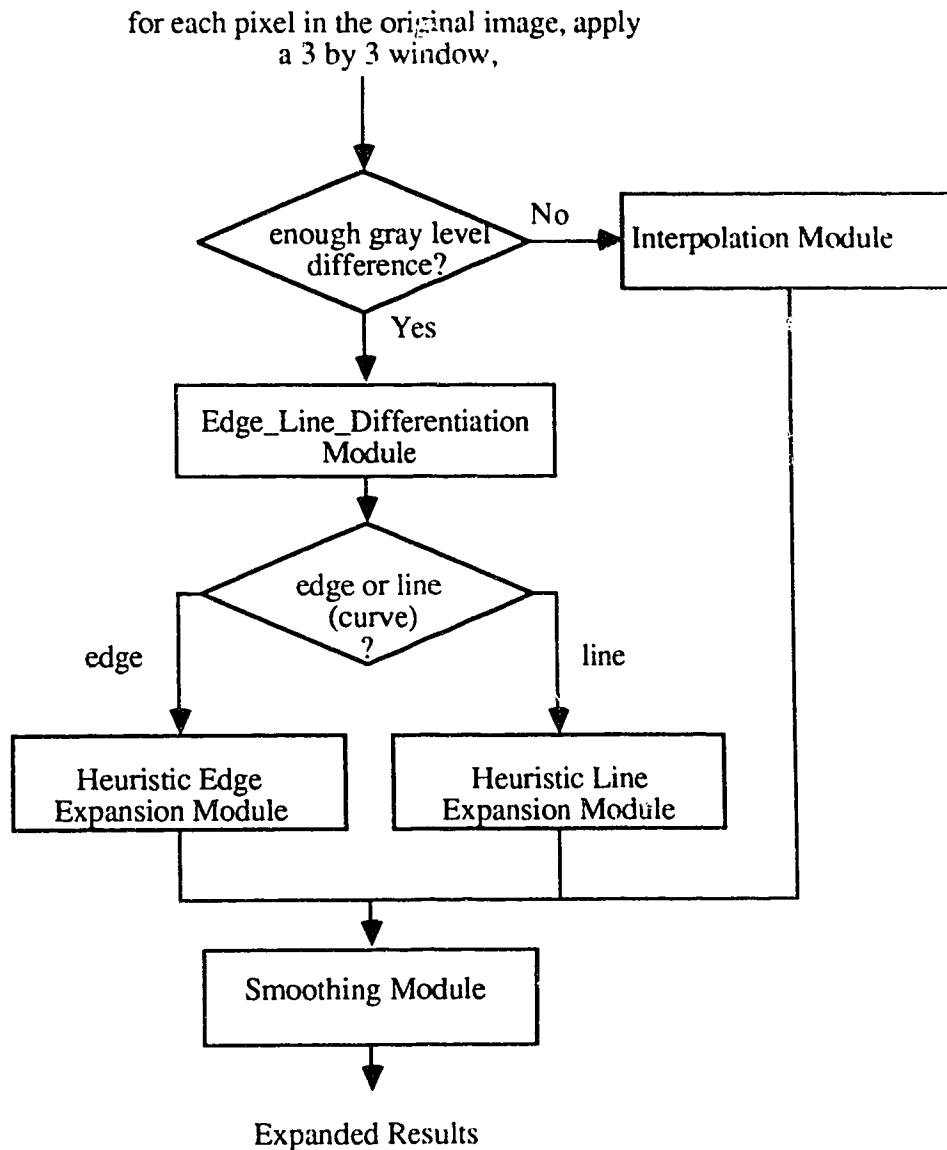 for each pixel in the original image, apply
a 3 by 3 window,
enough gray level
difference?
No
Interpolation Module
Yes
Edge_Line_Differentiation
Module
edge or line
(curve)
?
edge
line
Heuristic Edge
Expansion Module
Heuristic Line
Expansion Module
Smoothing Module
Expanded Results